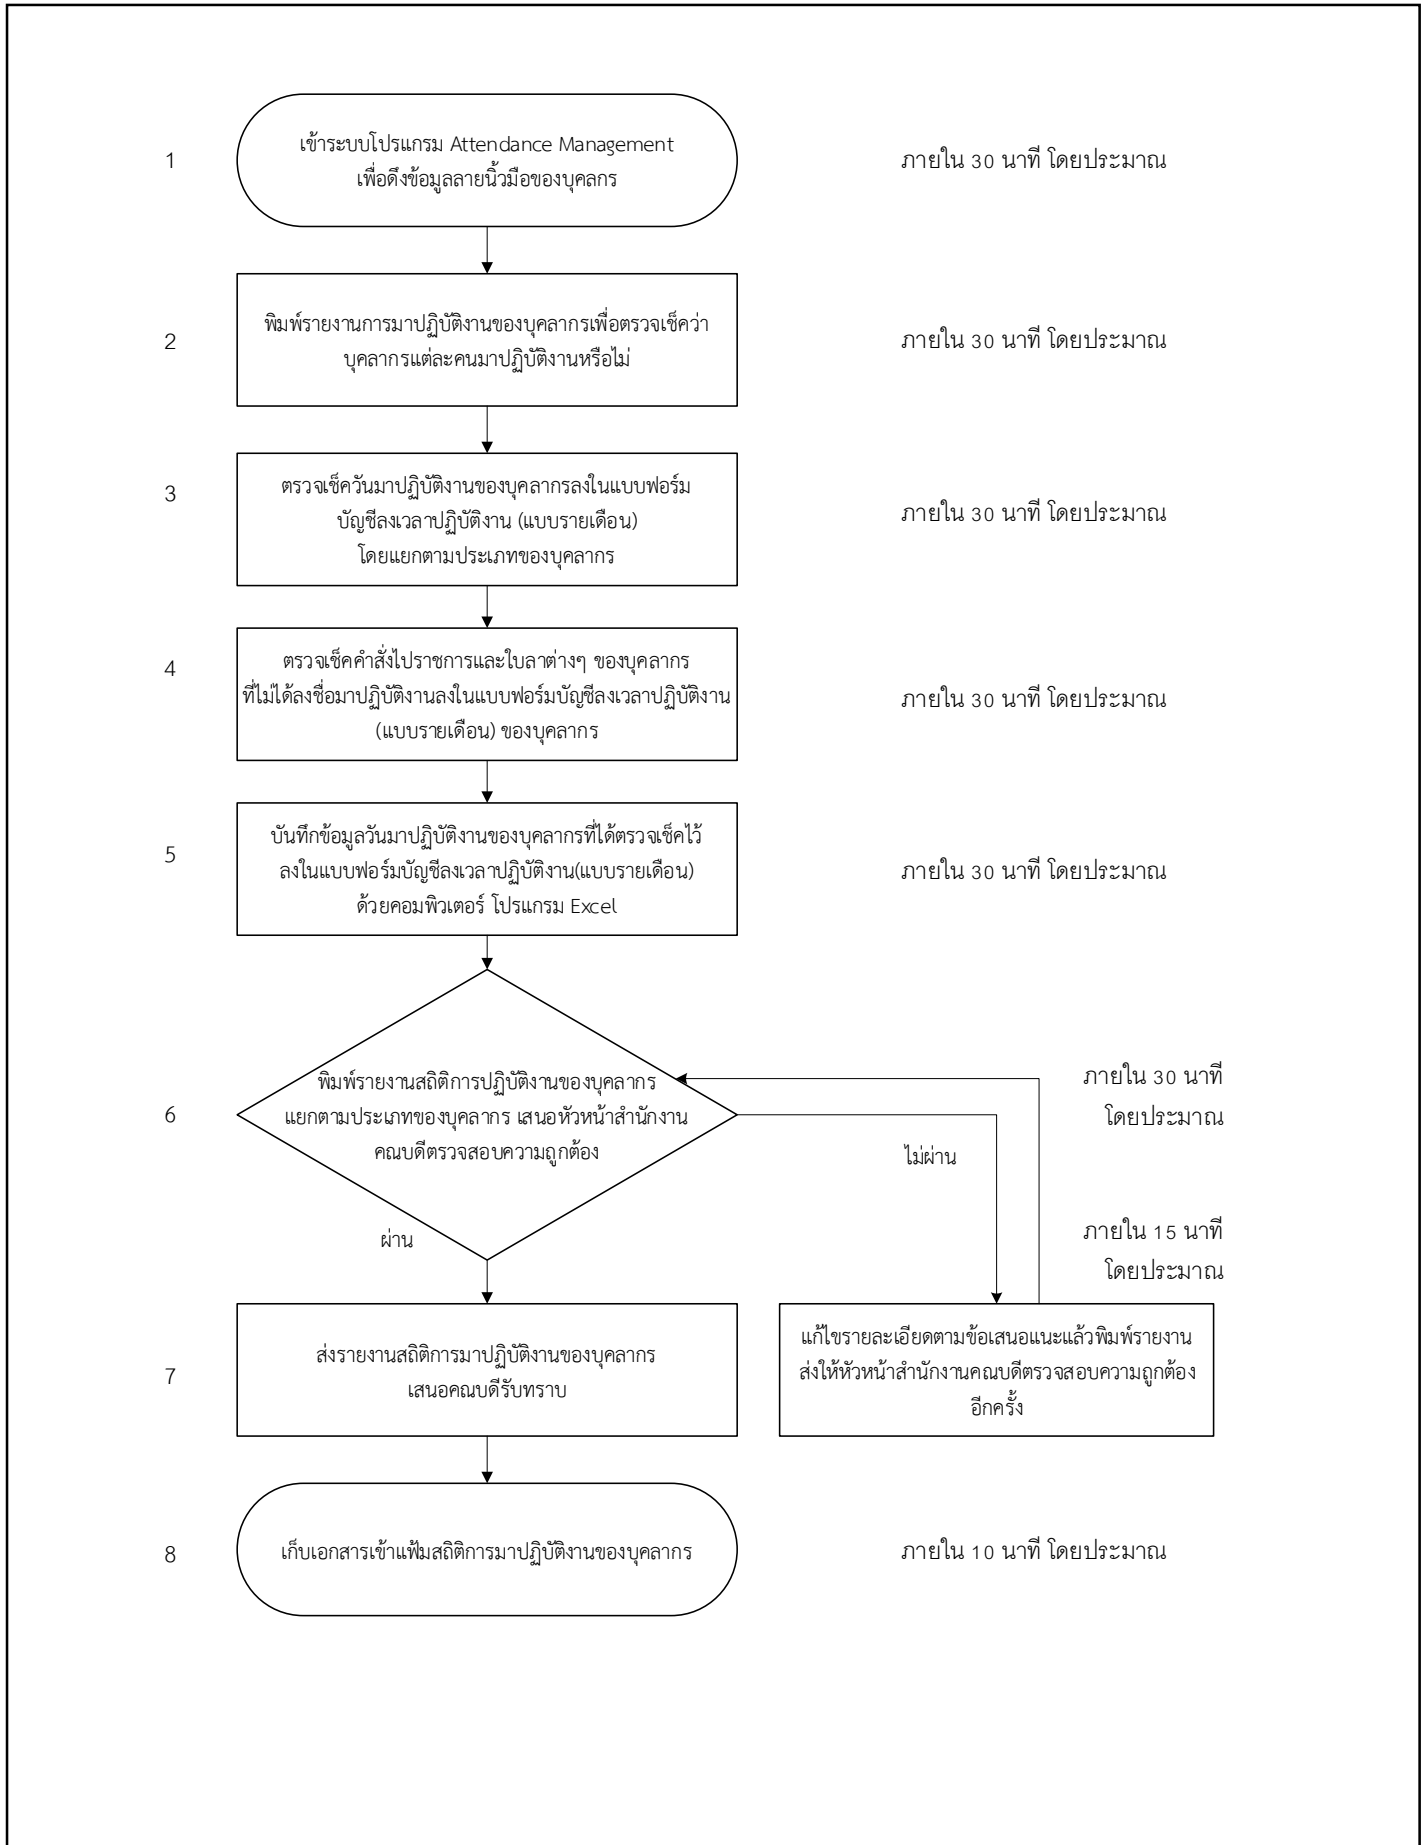 1
เข้าระบบโปรแกรม Attendance Management
เพื่อดึงข้อมูลลายนิ้วมือของบุคลกร
ภายใน 30 นาที โดยประมาณ
2
พิมพ์รายงานการมาปฏิบัติงานของบุคลากรเพื่อตรวจเช็คว่า
บุคลากรแต่ละคนมาปฏิบัติงานหรือไม่
ภายใน 30 นาที โดยประมาณ
3
ตรวจเช็ควันมาปฏิบัติงานของบุคลากรลงในแบบฟอร์ม
บัญชีลงเวลาปฏิบัติงาน (แบบรายเดือน)
โดยแยกตามประเภทของบุคลากร
ภายใน 30 นาที โดยประมาณ
4
ตรวจเช็คคำสั่งไปราชการและใบลาต่างๆ ของบุคลากร
ที่ไม่ได้ลงชื่อมาปฏิบัติงานลงในแบบฟอร์มบัญชีลงเวลาปฏิบัติงาน
(แบบรายเดือน) ของบุคลากร
ภายใน 30 นาที โดยประมาณ
5
บันทึกข้อมูลวันมาปฏิบัติงานของบุคลากรที่ได้ตรวจเช็คไว้
ลงในแบบฟอร์มบัญชีลงเวลาปฏิบัติงาน(แบบรายเดือน)
ด้วยคอมพิวเตอร์ โปรแกรม Excel
ภายใน 30 นาที โดยประมาณ
6
พิมพ์รายงานสถิติการปฏิบัติงานของบุคลากร
แยกตามประเภทของบุคลากร เสนอหัวหน้าสำนักงาน
คณบดีตรวจสอบความถูกต้อง
ภายใน 30 นาที
โดยประมาณ
ไม่ผ่าน
ผ่าน
ภายใน 15 นาที
โดยประมาณ
7
ส่งรายงานสถิติการมาปฏิบัติงานของบุคลากร
เสนอคณบดีรับทราบ
แก้ไขรายละเอียดตามข้อเสนอแนะแล้วพิมพ์รายงาน
ส่งให้หัวหน้าสำนักงานคณบดีตรวจสอบความถูกต้อง
อีกครั้ง
8
เก็บเอกสารเข้าแฟ้มสถิติการมาปฏิบัติงานของบุคลากร
ภายใน 10 นาที โดยประมาณ